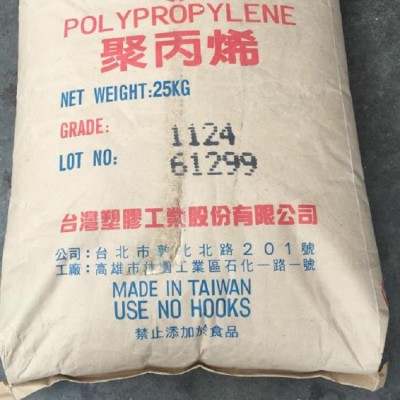 POLYPROPYLENE
聚丙烯
NET WEIGHT:25KG
GRADE: 1124
LOT NO: 61299
台灣塑膠工業股份有限公司
公司：台北市敦化北路201號
工廠：高雄市林園工業區石化一路一號
MADE IN TAIWAN
USE NO HOOKS
禁止添加於食品